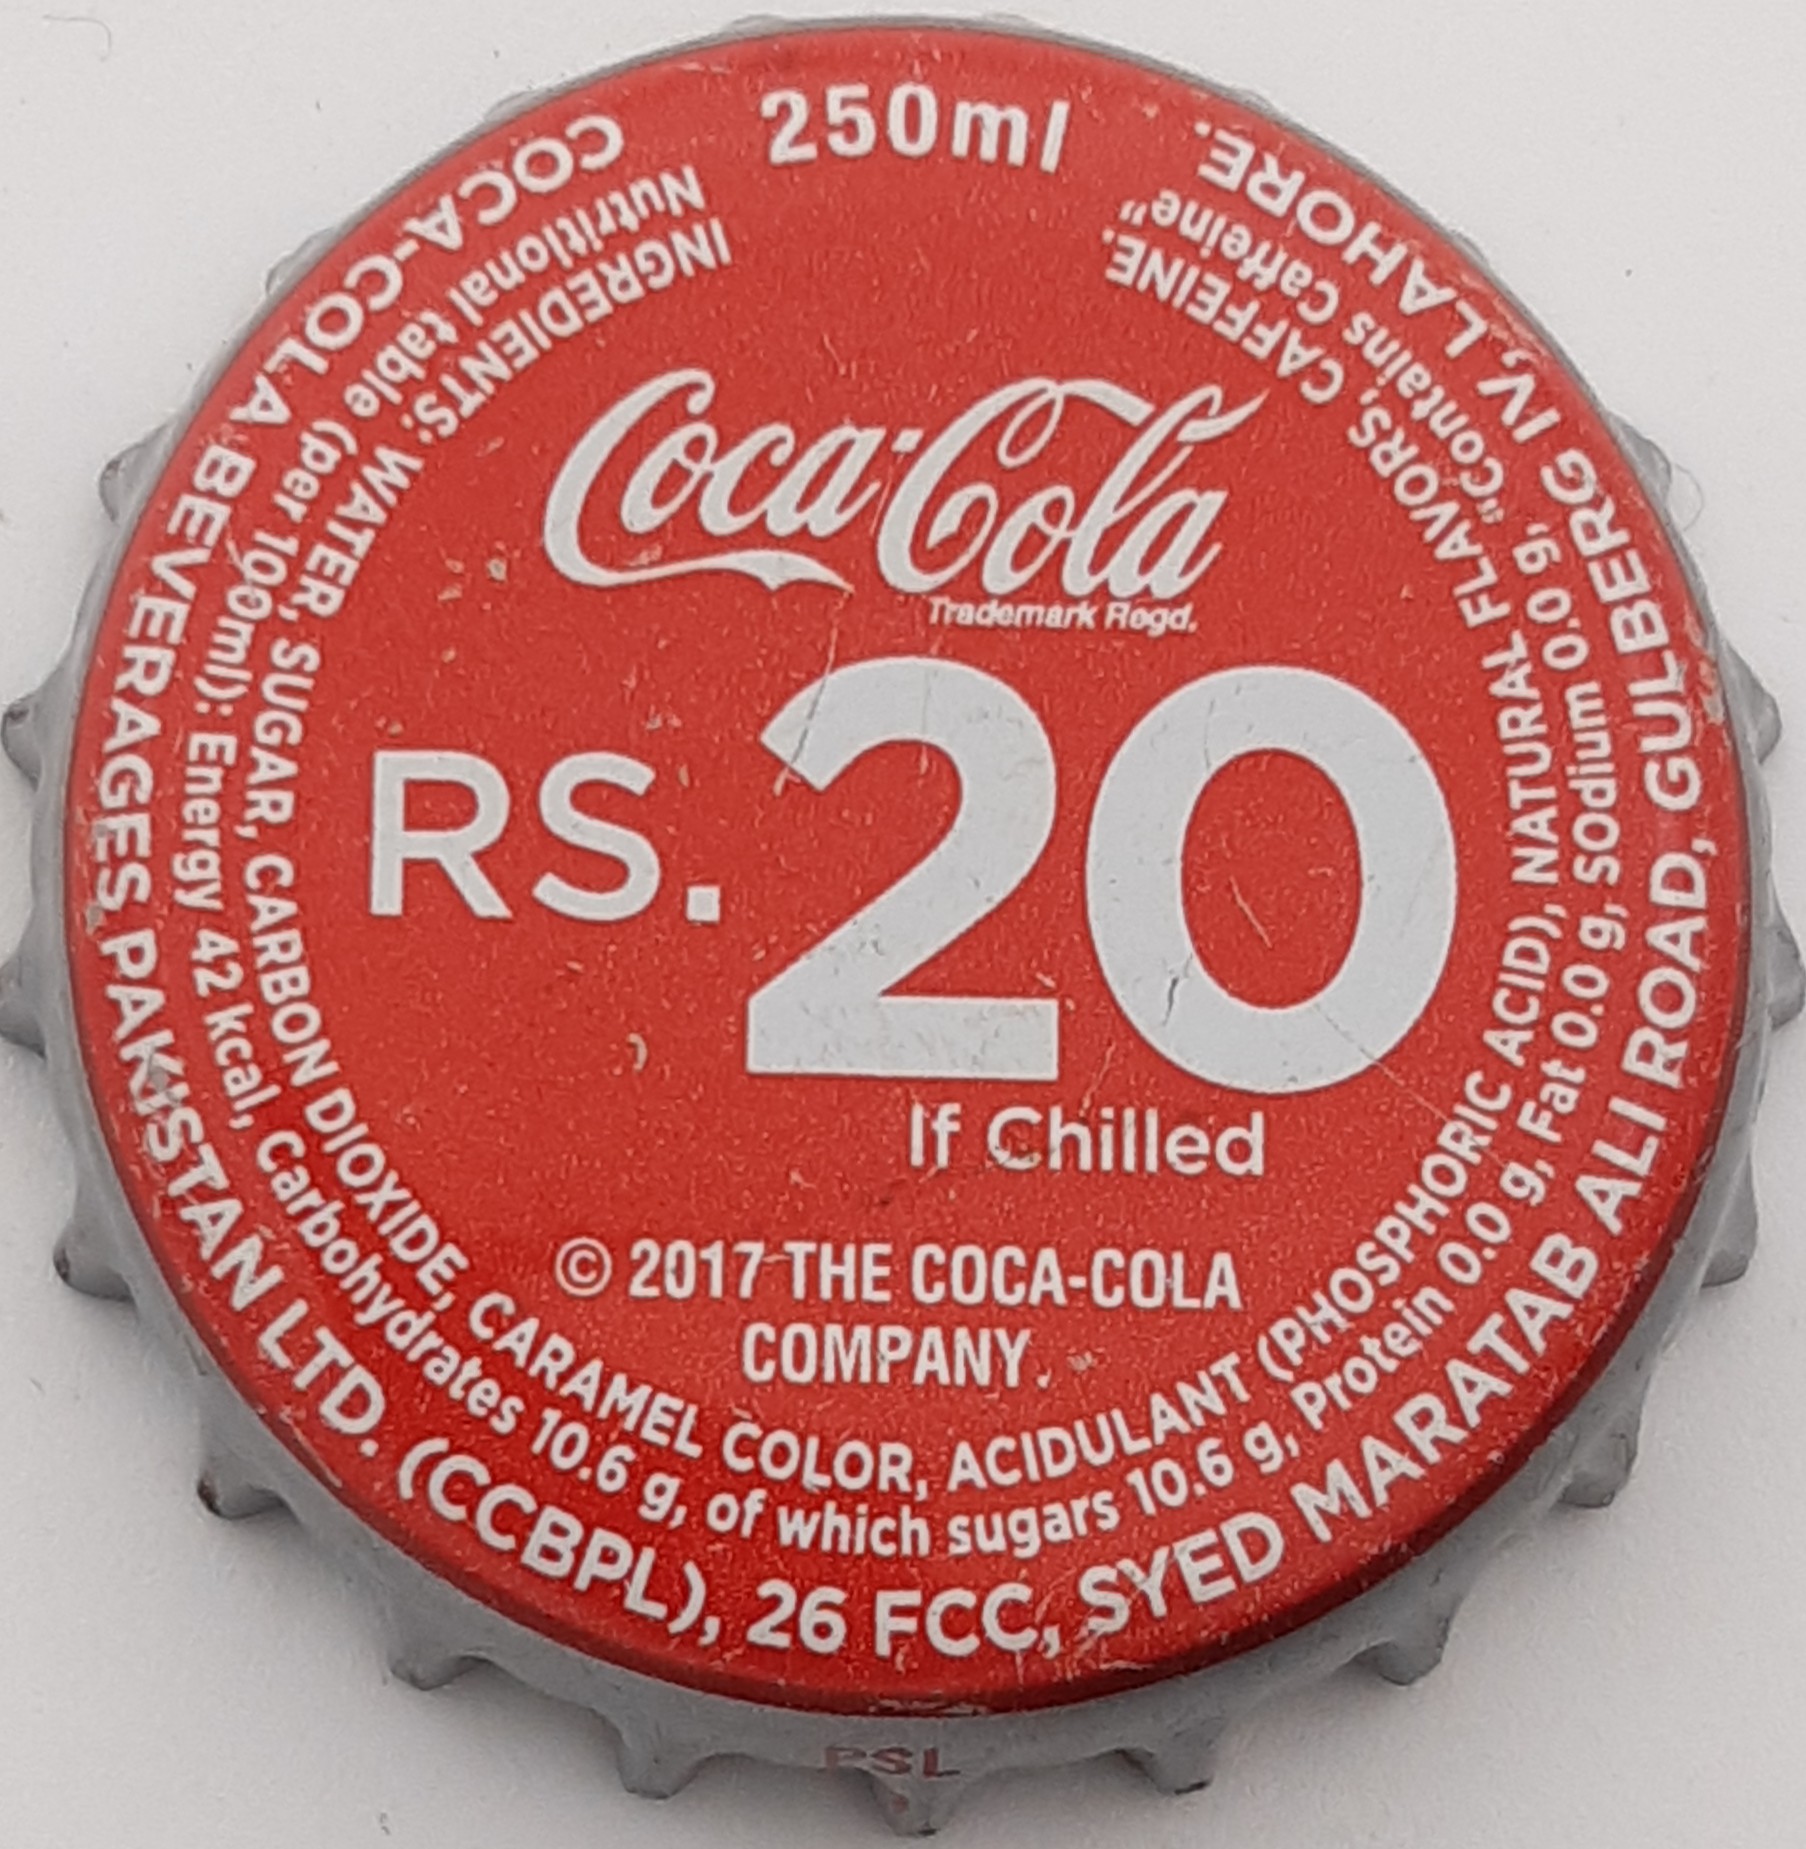 250ml
COCA-COLA BEVERAGES PAKISTAN LTD. (CCBPL), 26 FCC, SYED MARATAB ALI ROAD, GULBERG IV, LAHORE.
Nutritional table (per 100ml): Energy 42 kcal, Carbohydrates 10.6 g, of which sugars 10.6 g, Protein 0.0 g, Fat 0.0 g, Sodium 0.0 g, "Contains Caffeine"
INGREDIENTS: WATER, SUGAR, CARBON DIOXIDE, CARAMEL COLOR, ACIDULANT (PHOSPHORIC ACID), NATURAL FLAVORS, CAFFEINE.
Coca-Cola
Trademark Regd.
RS. 20
If Chilled
© 2017 THE COCA-COLA
COMPANY.
PSL